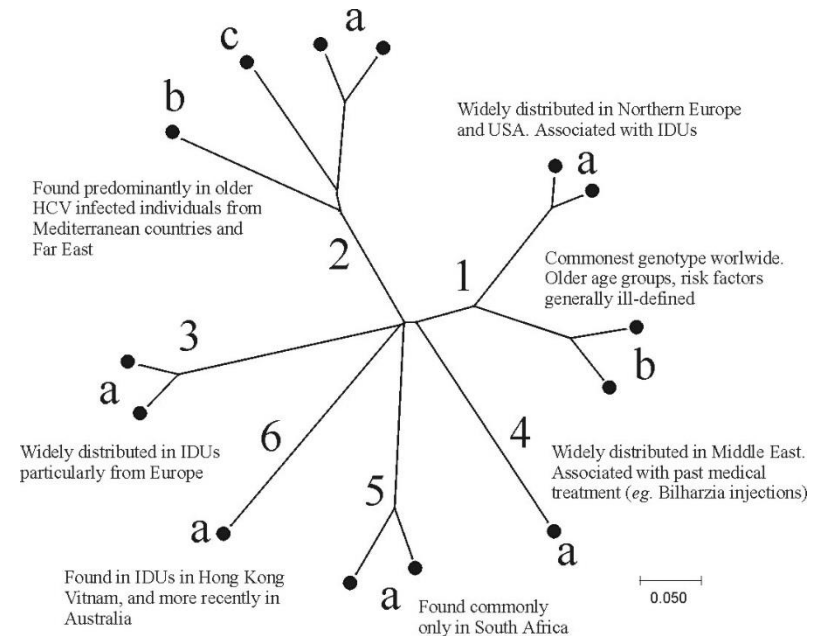 c
a
b
Widely distributed in Northern Europe
and USA. Associated with IDUs
a
Found predominantly in older
HCV infected individuals from
Mediterranean countries and
Far East
2
1
Commonest genotype worlwide.
Older age groups, risk factors
generally ill-defined
3
a
b
6
4
Widely distributed in IDUs
particularly from Europe
Widely distributed in Middle East.
Associated with past medical
treatment (eg. Bilharzia injections)
5
a
a
Found in IDUs in Hong Kong
Vitnam, and more recently in
Australia
a
Found commonly
only in South Africa
0.050